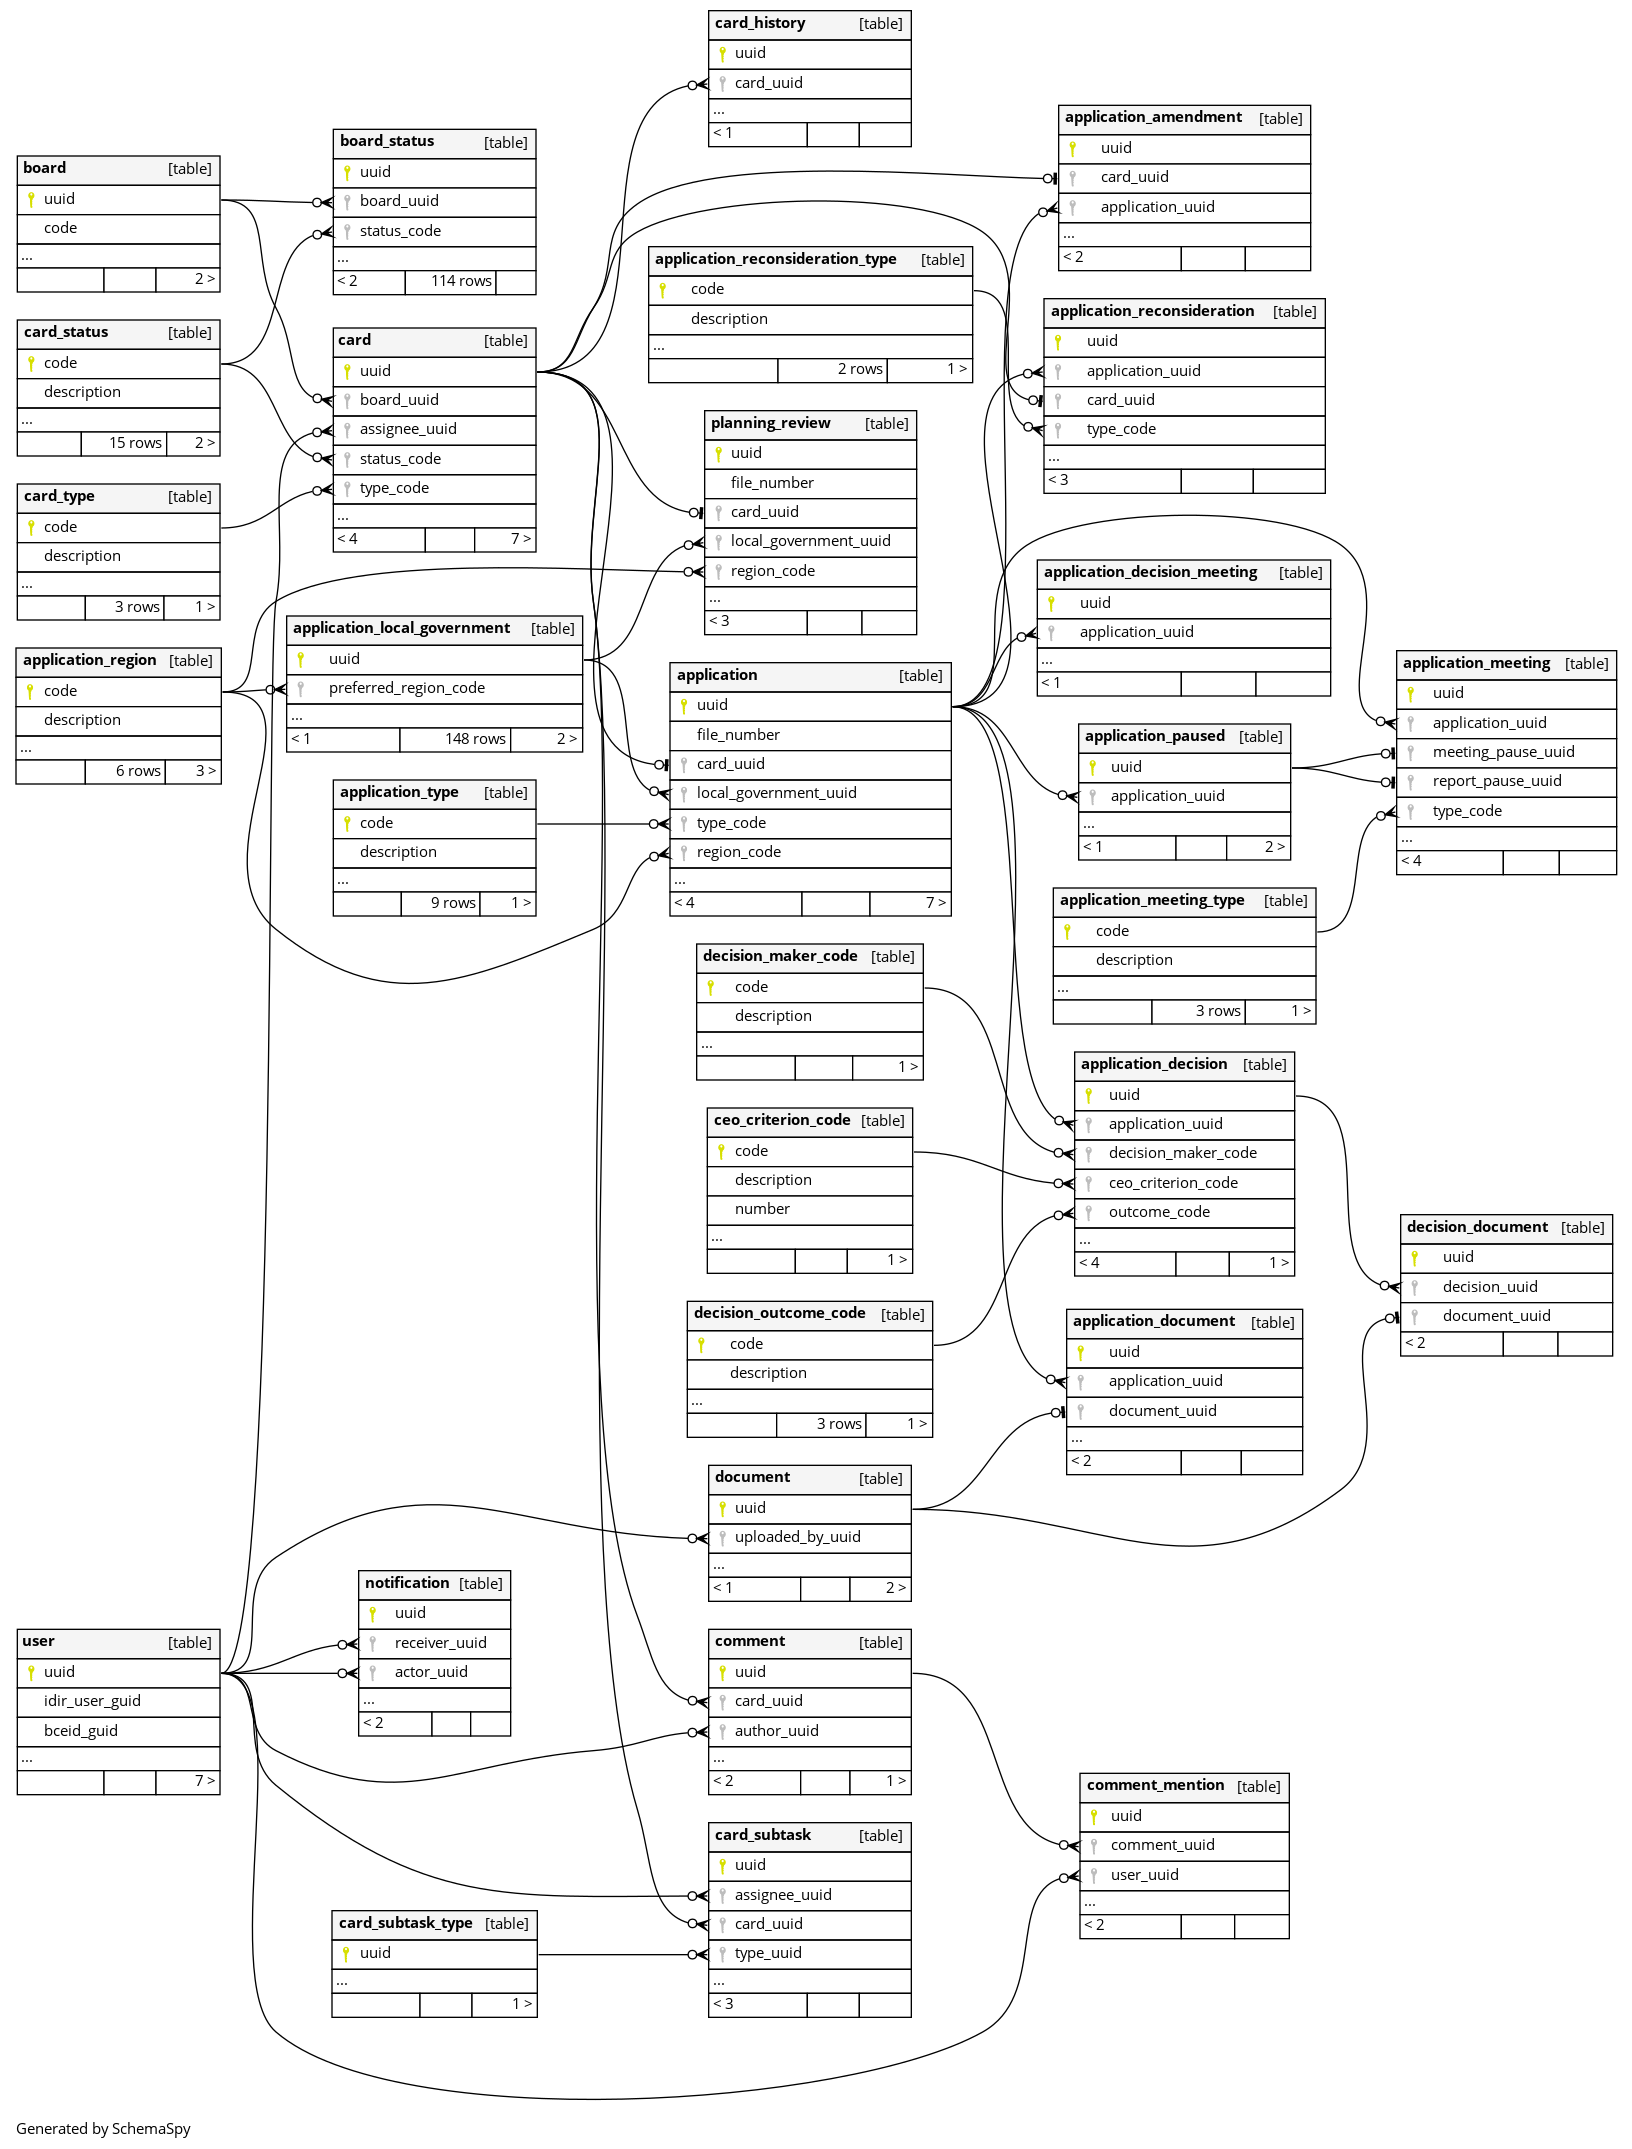 card_history [table]
uuid
card_uuid
...
< 1
application_amendment [table]
uuid
card_uuid
application_uuid
...
< 2
board_status [table]
uuid
board_uuid
status_code
...
< 2 114 rows
board [table]
uuid
code
...
2 >
application_reconsideration_type [table]
code
description
...
2 rows 1 >
application_reconsideration [table]
uuid
application_uuid
card_uuid
type_code
...
< 3
card_status [table]
code
description
...
15 rows 2 >
card [table]
uuid
board_uuid
assignee_uuid
status_code
type_code
...
< 4 7 >
planning_review [table]
uuid
file_number
card_uuid
local_government_uuid
region_code
...
< 3
card_type [table]
code
description
...
3 rows 1 >
application_decision_meeting [table]
uuid
application_uuid
...
< 1
application_local_government [table]
uuid
preferred_region_code
...
< 1 148 rows 2 >
application_region [table]
code
description
...
6 rows 3 >
application [table]
uuid
file_number
card_uuid
local_government_uuid
type_code
region_code
...
< 4 7 >
application_meeting [table]
uuid
application_uuid
meeting_pause_uuid
report_pause_uuid
type_code
...
< 4
application_paused [table]
uuid
application_uuid
...
< 1 2 >
application_type [table]
code
description
...
9 rows 1 >
application_meeting_type [table]
code
description
...
3 rows 1 >
decision_maker_code [table]
code
description
...
1 >
application_decision [table]
uuid
application_uuid
decision_maker_code
ceo_criterion_code
outcome_code
...
< 4 1 >
ceo_criterion_code [table]
code
description
number
...
1 >
decision_document [table]
uuid
decision_uuid
document_uuid
< 2
decision_outcome_code [table]
code
description
...
3 rows 1 >
application_document [table]
uuid
application_uuid
document_uuid
...
< 2
document [table]
uuid
uploaded_by_uuid
...
< 1 2 >
notification [table]
uuid
receiver_uuid
actor_uuid
...
< 2
user [table]
uuid
idir_user_guid
bceid_guid
...
7 >
comment [table]
uuid
card_uuid
author_uuid
...
< 2 1 >
comment_mention [table]
uuid
comment_uuid
user_uuid
...
< 2
card_subtask [table]
uuid
assignee_uuid
card_uuid
type_uuid
...
< 3
card_subtask_type [table]
uuid
...
1 >
Generated by SchemaSpy